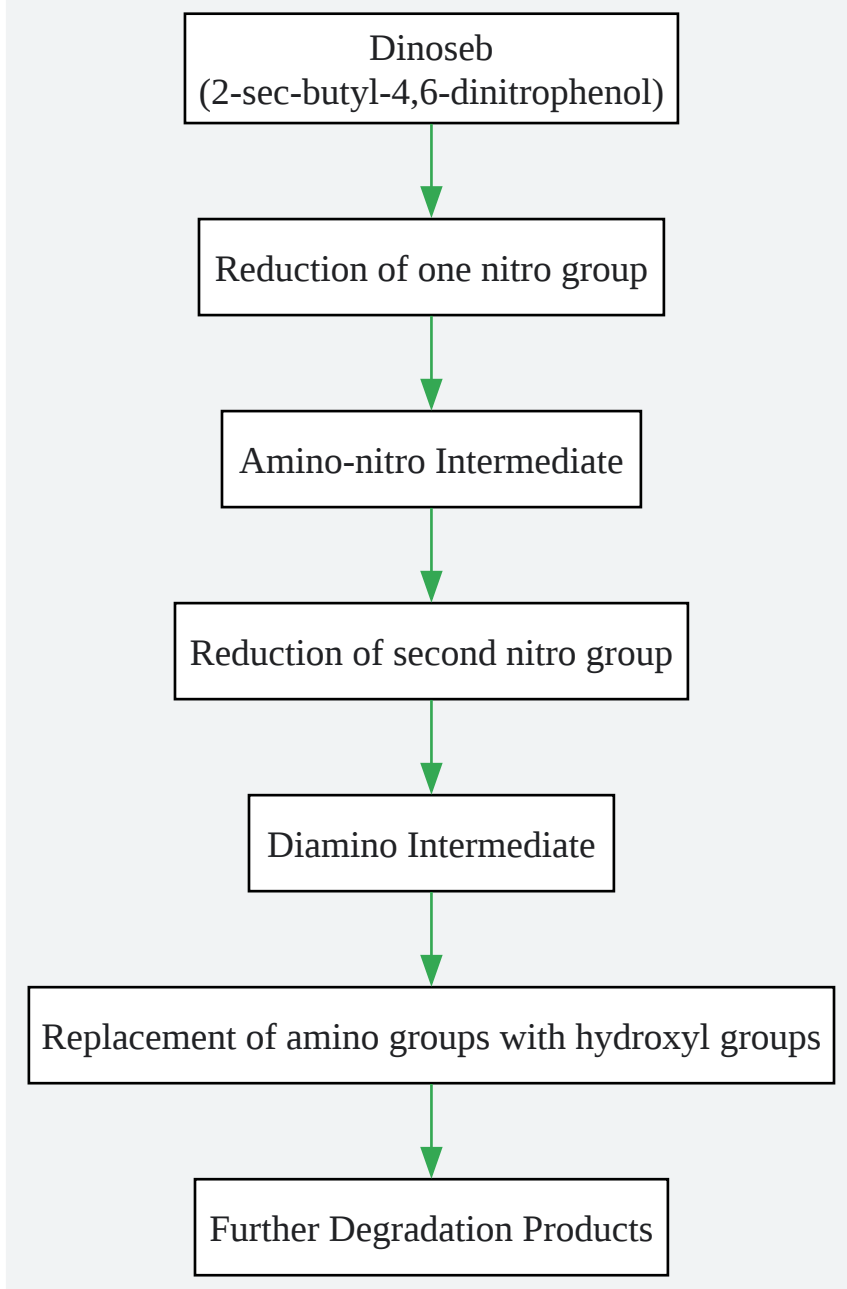 Dinoseb
(2-sec-butyl-4,6-dinitrophenol)
Reduction of one nitro group
Amino-nitro Intermediate
Reduction of second nitro group
Diamino Intermediate
Replacement of amino groups with hydroxyl groups
Further Degradation Products